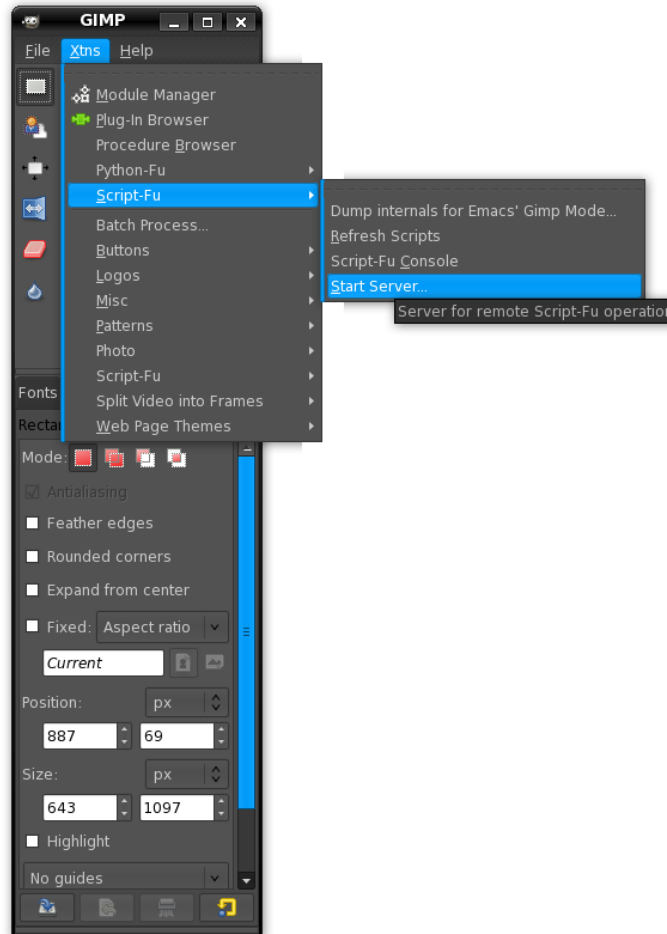 GIMP
File Xtns Help
Module Manager
Plug-In Browser
Procedure Browser
Python-Fu
Script-Fu
Batch Process...
Buttons
Logos
Misc
Patterns
Photo
Script-Fu
Split Video into Frames
Web Page Themes
Dump internals for Emacs' Gimp Mode...
Refresh Scripts
Script-Fu Console
Start Server...
Server for remote Script-Fu operation
Fonts
Recta
Mode:
Antialiasing
Feather edges
Rounded corners
Expand from center
Fixed: Aspect ratio
Current
Position: px
887 69
Size: px
643 1097
Highlight
No guides